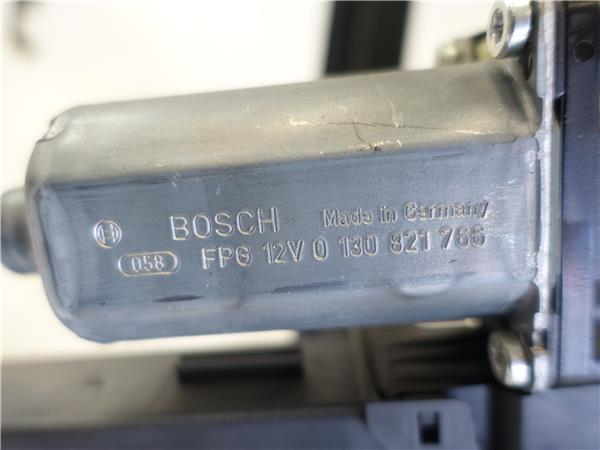 BOSCH Made in Germany
058 FPG 12V 0 130 821 766